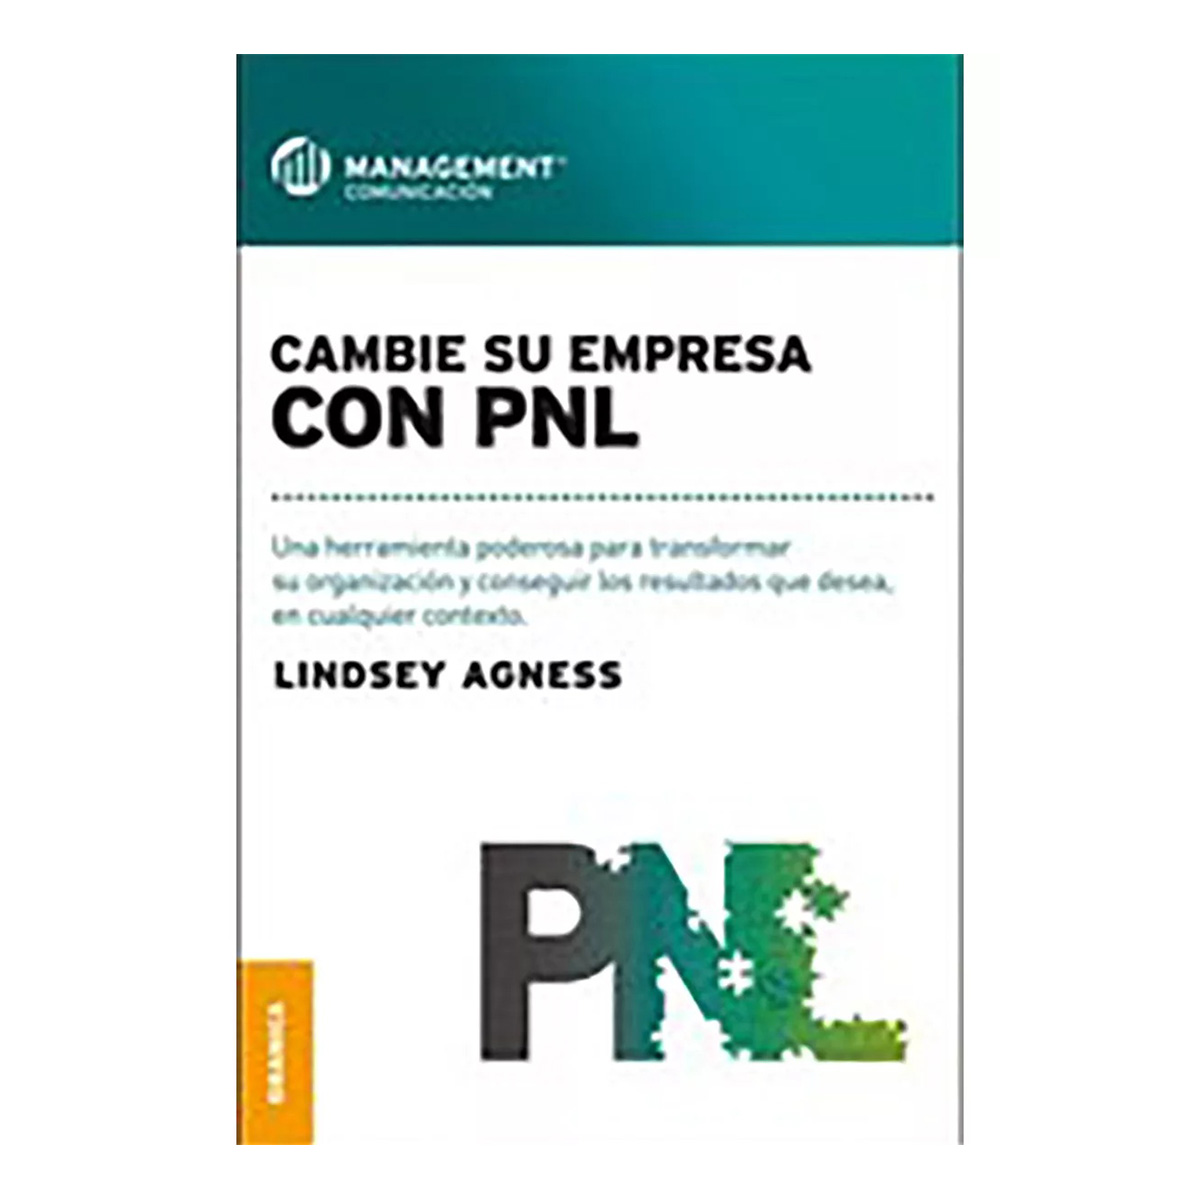 MANAGEMENT
COMUNICACIÓN
CAMBIE SU EMPRESA
CON PNL
Una herramienta poderosa para transformar
su organización y conseguir los resultados que desea,
en cualquier contexto.
LINDSEY AGNESS
PNL
GRANICA